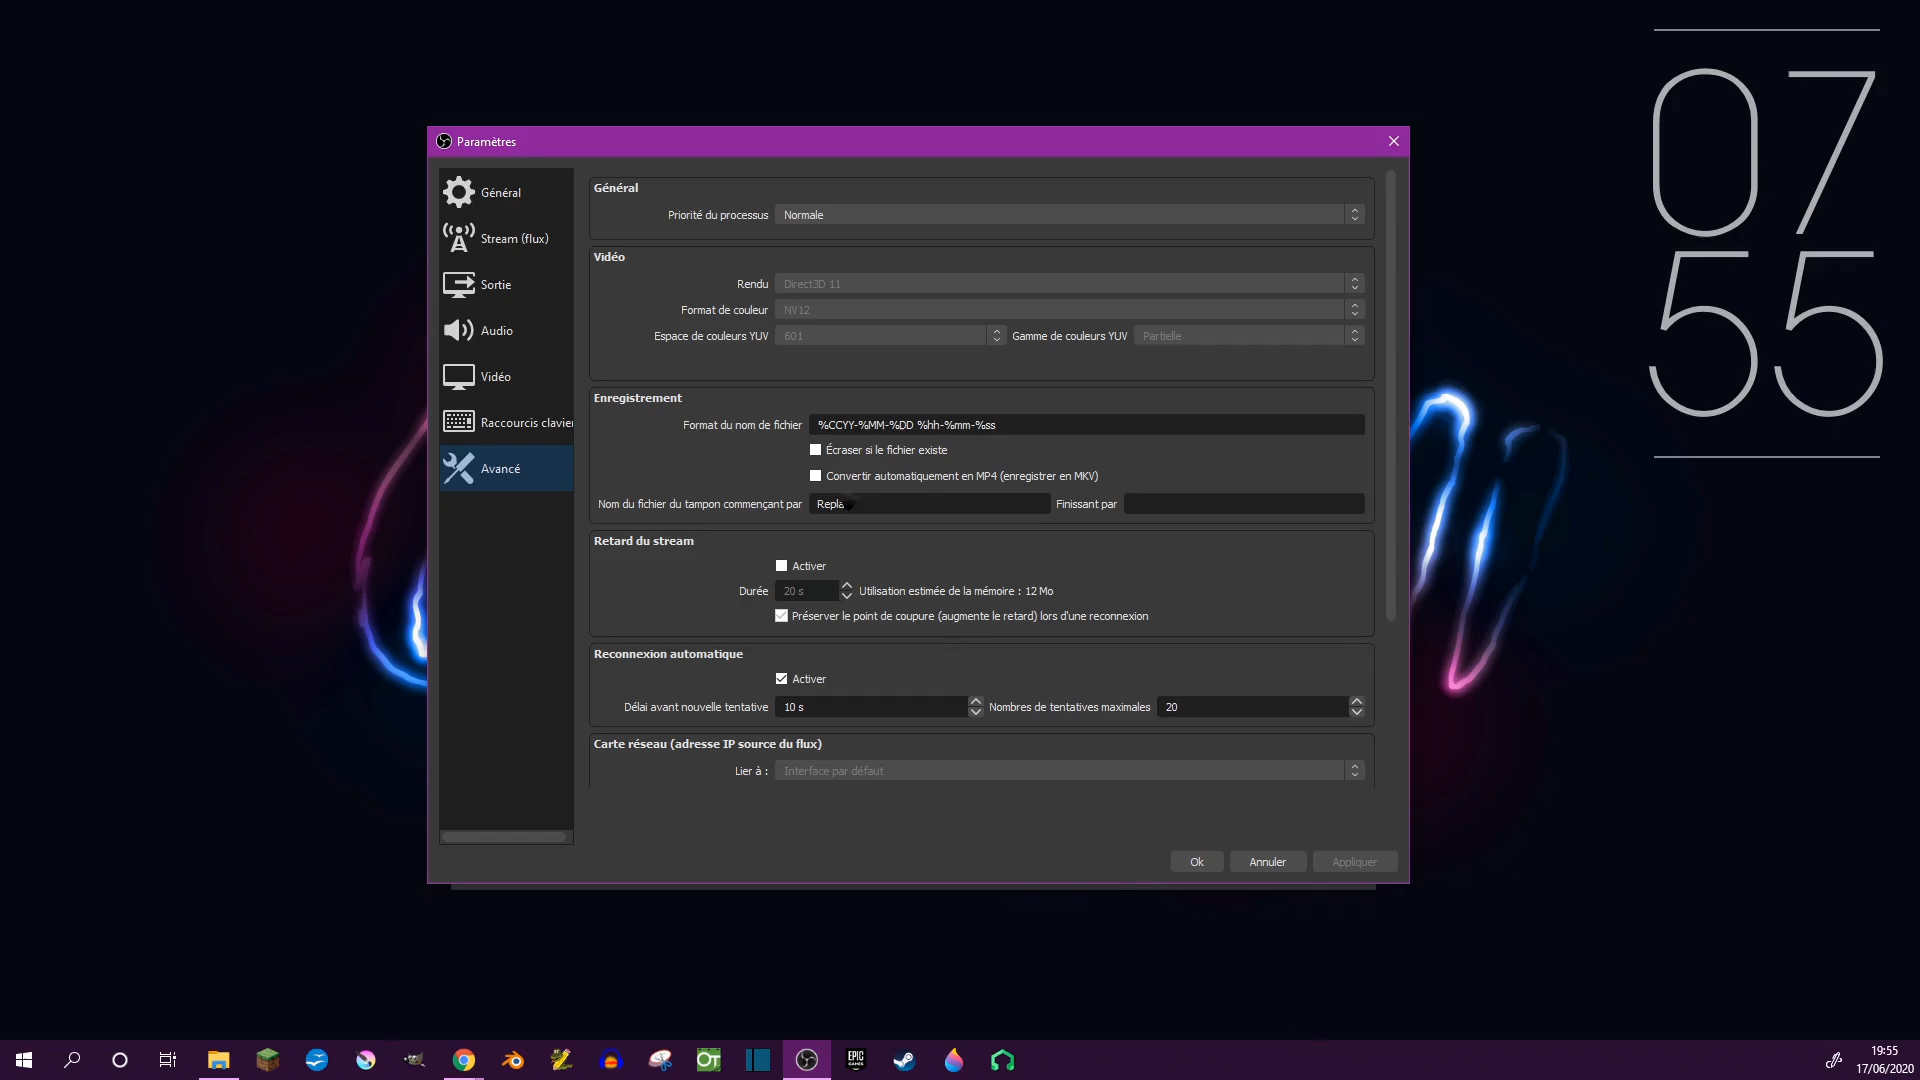 07
55
Paramètres
Général
Stream (flux)
Sortie
Audio
Vidéo
Raccourcis clavier
Avancé
Général
Priorité du processus Normale
Vidéo
Rendu Direct3D 11
Format de couleur NV12
Espace de couleurs YUV 601 Gamme de couleurs YUV Partielle
Enregistrement
Format du nom de fichier %CCYY-%MM-%DD %hh-%mm-%ss
Écraser si le fichier existe
Convertir automatiquement en MP4 (enregistrer en MKV)
Nom du fichier du tampon commençant par Repla Finissant par
Retard du stream
Activer
Durée 20 s Utilisation estimée de la mémoire : 12 Mo
Préserver le point de coupure (augmente le retard) lors d'une reconnexion
Reconnexion automatique
Activer
Délai avant nouvelle tentative 10 s Nombres de tentatives maximales 20
Carte réseau (adresse IP source du flux)
Lier à : Interface par défaut
Ok Annuler Appliquer
OT
EPIC
GAMES
19:55
17/06/2020